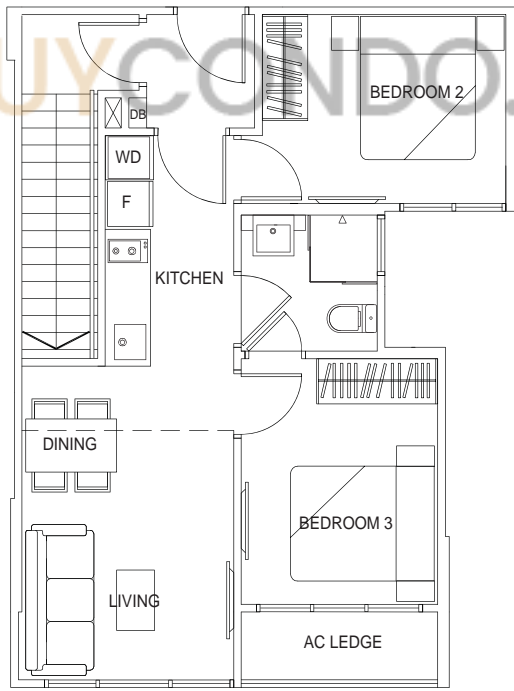 UYCONDO.
BEDROOM 2
DB
WD
F
KITCHEN
DINING
BEDROOM 3
LIVING
AC LEDGE